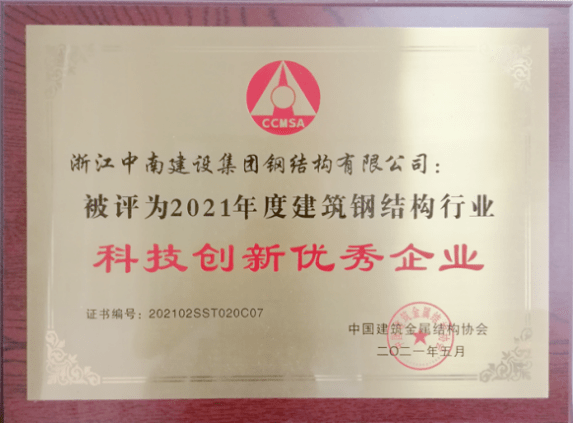 CCMSA
浙江中南建设集团钢结构有限公司：
被评为2021年度建筑钢结构行业
科技创新优秀企业
证书编号：202102SST020C07
中国建筑金属结构协会
二〇二一年五月